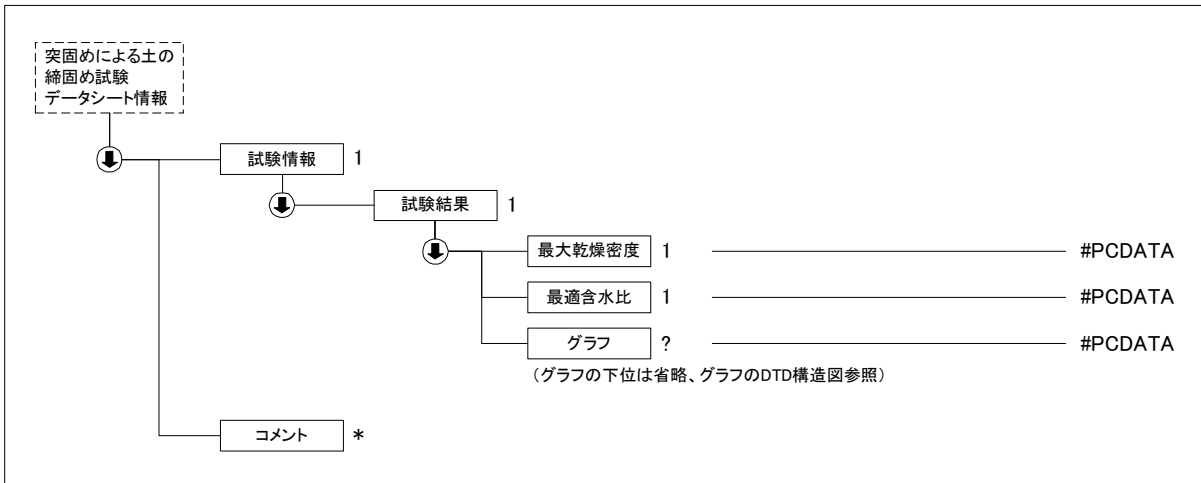 突固めによる土の
締固め試験
データシート情報
試験情報 1
試験結果 1
最大乾燥密度 1 #PCDATA
最適含水比 1 #PCDATA
グラフ ? #PCDATA
（グラフの下位は省略、グラフのDTD構造図参照）
コメント *